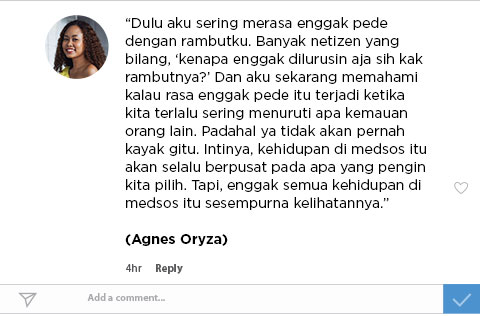 “Dulu aku sering merasa enggak pede
dengan rambutku. Banyak netizen yang
bilang, ‘kenapa enggak dilurusin aja sih kak
rambutnya?’ Dan aku sekarang memahami
kalau rasa enggak pede itu terjadi ketika
kita terlalu sering menuruti apa kemauan
orang lain. Padahal ya tidak akan pernah
kayak gitu. Intinya, kehidupan di medsos itu
akan selalu berpusat pada apa yang pengin
kita pilih. Tapi, enggak semua kehidupan di
medsos itu sesempurna kelihatannya.”
(Agnes Oryza)
4hr Reply
Add a comment...